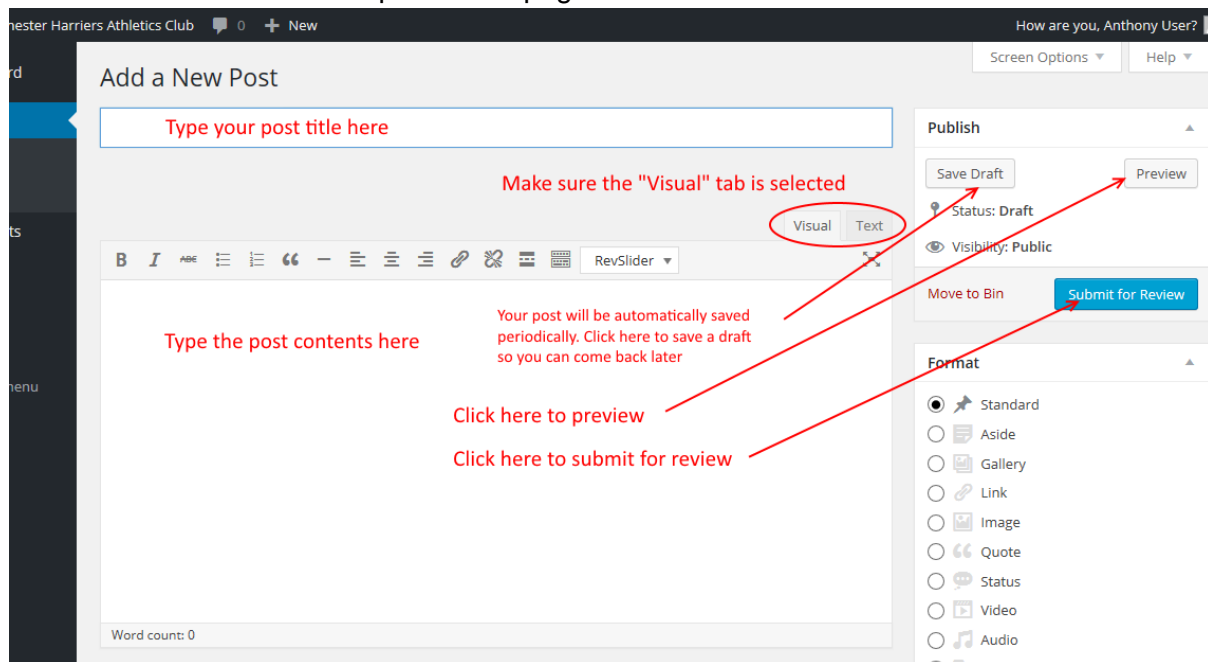 Harriers Athletics Club 0 + New How are you, Anthony User?
Screen Options Help
Add a New Post
Type your post title here
Publish
Make sure the "Visual" tab is selected
Save Draft Preview
Status: Draft
Visual Text
Visibility: Public
B I ABC RevSlider
Move to Bin Submit for Review
Your post will be automatically saved
periodically. Click here to save a draft
so you can come back later
Type the post contents here
Format
Click here to preview
Standard
Aside
Click here to submit for review
Gallery
Link
Image
Quote
Status
Video
Word count: 0
Audio